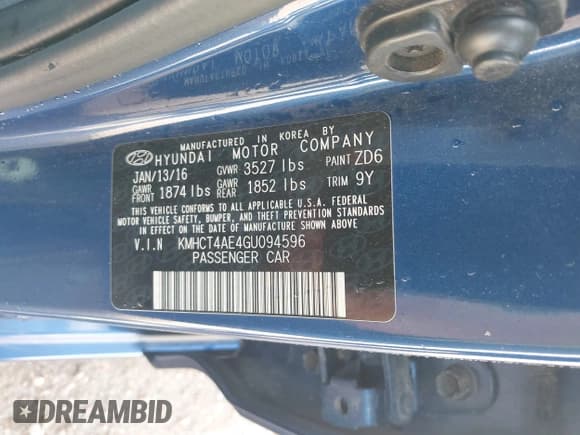 MANUFACTURED IN KOREA BY
HYUNDAI MOTOR COMPANY
JAN/13/16 GVWR 3527 lbs PAINT ZD6
GAWR FRONT 1874 lbs GAWR REAR 1852 lbs TRIM 9Y
THIS VEHICLE CONFORMS TO ALL APPLICABLE U.S.A. FEDERAL
MOTOR VEHICLE SAFETY, BUMPER, AND THEFT PREVENTION STANDARDS
IN EFFECT ON THE DATE OF MANUFACTURE SHOWN ABOVE
V.I.N KMHCT4AE4GU094596
PASSENGER CAR
DREAMBID